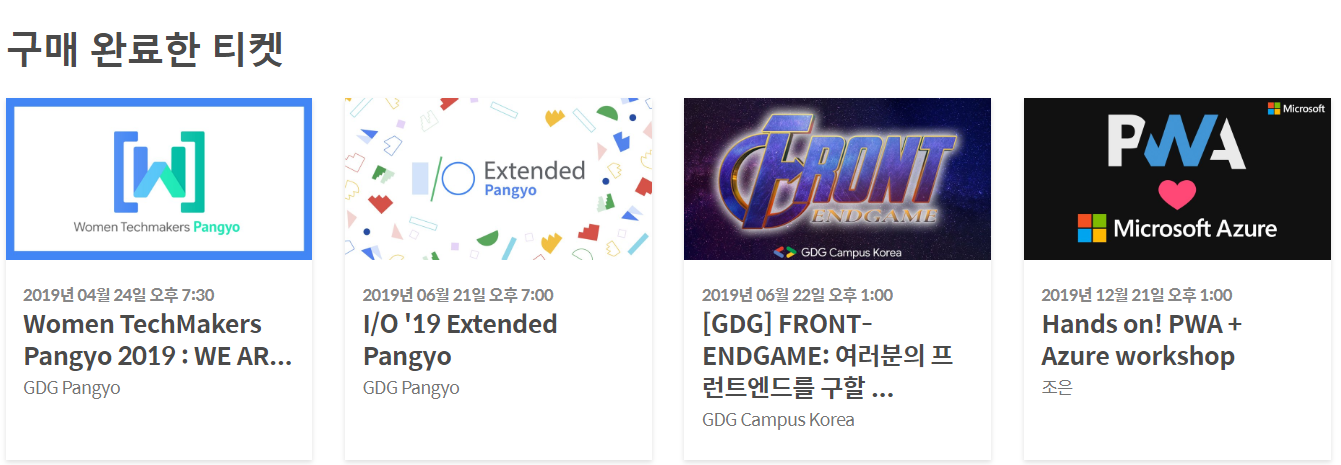 구매 완료한 티켓
Women Techmakers Pangyo
2019년 04월 24일 오후 7:30
Women TechMakers
Pangyo 2019 : WE AR...
GDG Pangyo
I/O Extended
Pangyo
2019년 06월 21일 오후 7:00
I/O '19 Extended
Pangyo
GDG Pangyo
FRONT
ENDGAME
GDG Campus Korea
2019년 06월 22일 오후 1:00
[GDG] FRONT-
ENDGAME: 여러분의 프
런트엔드를 구할 ...
GDG Campus Korea
Microsoft
PWA
Microsoft Azure
2019년 12월 21일 오후 1:00
Hands on! PWA +
Azure workshop
조은